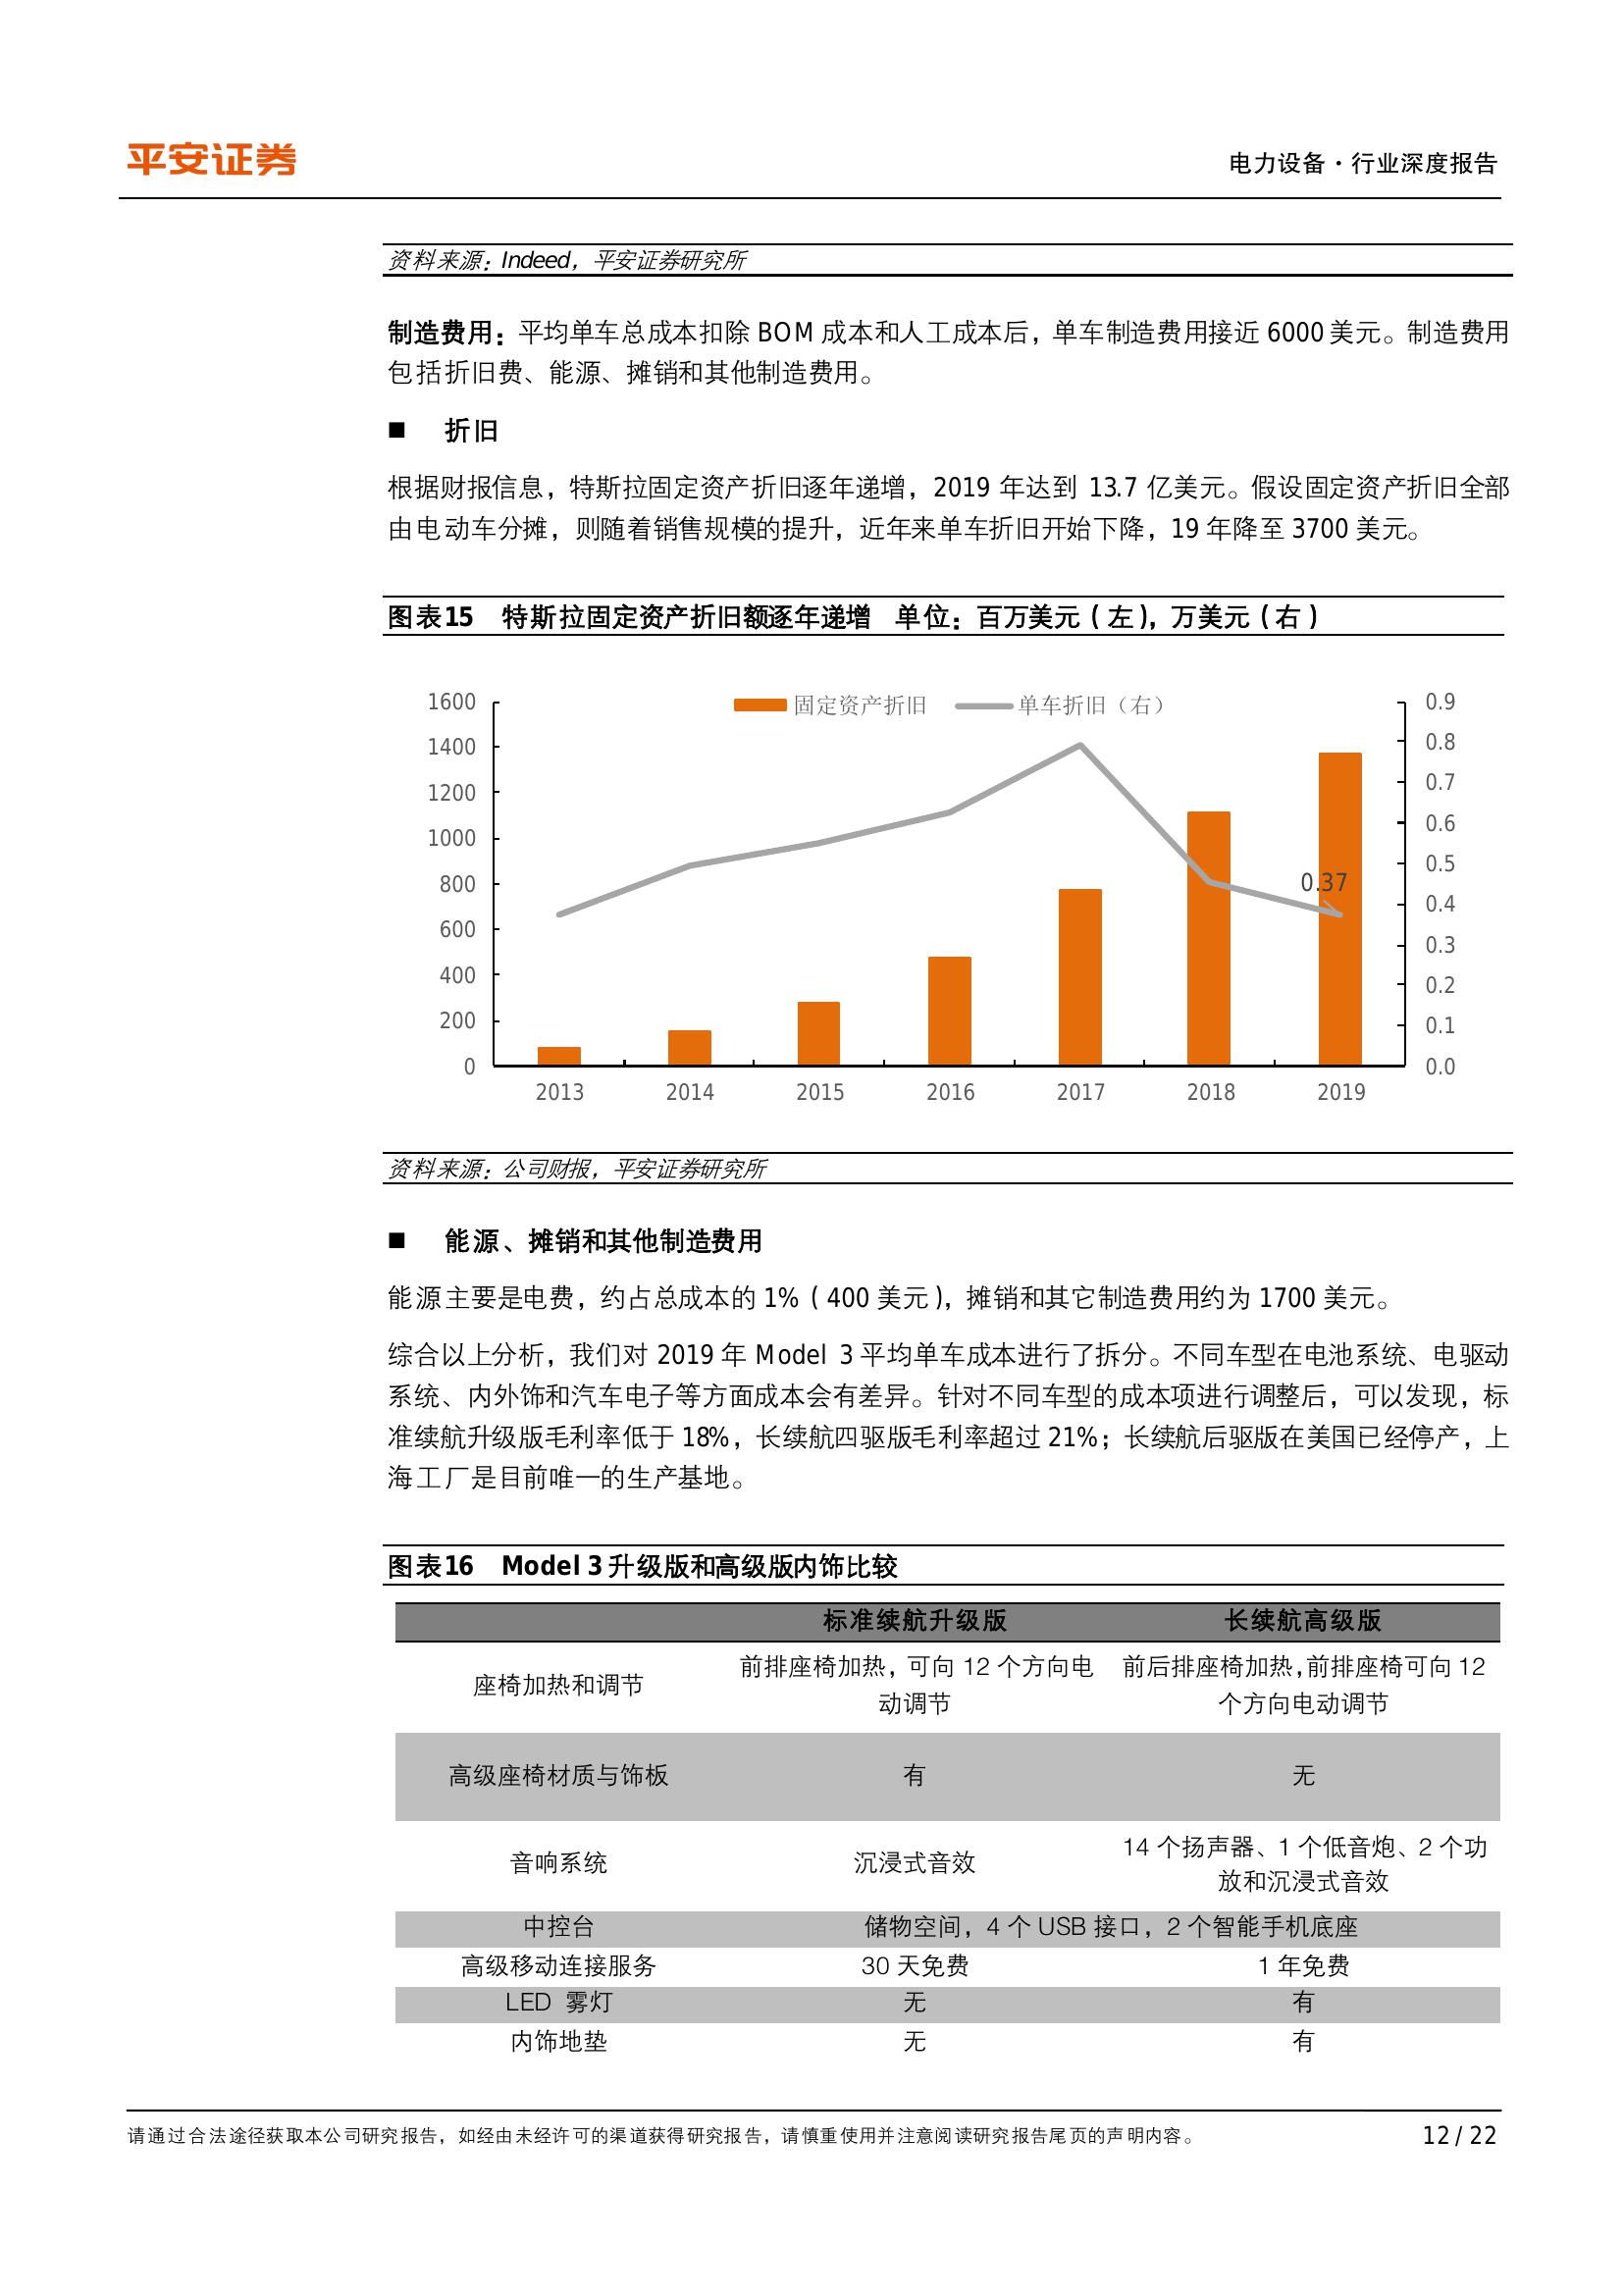 平安证券
电力设备·行业深度报告
资料来源：Indeed，平安证券研究所
制造费用：平均单车总成本扣除 BOM 成本和人工成本后，单车制造费用接近 6000 美元。制造费用
包括折旧费、能源、摊销和其他制造费用。
■ 折旧
根据财报信息，特斯拉固定资产折旧逐年递增，2019 年达到 13.7 亿美元。假设固定资产折旧全部
由电动车分摊，则随着销售规模的提升，近年来单车折旧开始下降，19 年降至 3700 美元。
图表15 特斯拉固定资产折旧额逐年递增 单位：百万美元（左），万美元（右）
固定资产折旧 单车折旧（右）
1600
1400
1200
1000
800
600
400
200
0
0.9
0.8
0.7
0.6
0.5
0.4
0.3
0.2
0.1
0.0
0.37
2013 2014 2015 2016 2017 2018 2019
资料来源：公司财报，平安证券研究所
■ 能源、摊销和其他制造费用
能源主要是电费，约占总成本的 1%（400 美元），摊销和其它制造费用约为 1700 美元。
综合以上分析，我们对 2019 年 Model 3 平均单车成本进行了拆分。不同车型在电池系统、电驱动
系统、内外饰和汽车电子等方面成本会有差异。针对不同车型的成本项进行调整后，可以发现，标
准续航升级版毛利率低于 18%，长续航四驱版毛利率超过 21%；长续航后驱版在美国已经停产，上
海工厂是目前唯一的生产基地。
图表16 Model 3 升级版和高级版内饰比较
标准续航升级版 长续航高级版
座椅加热和调节 前排座椅加热，可向 12 个方向电 前后排座椅加热，前排座椅可向 12
动调节 个方向电动调节
高级座椅材质与饰板 有 无
音响系统 沉浸式音效 14 个扬声器、1 个低音炮、2 个功
放和沉浸式音效
中控台 储物空间，4 个 USB 接口，2 个智能手机底座
高级移动连接服务 30 天免费 1 年免费
LED 雾灯 无 有
内饰地垫 无 有
请通过合法途径获取本公司研究报告，如经由未经许可的渠道获得研究报告，请慎重使用并注意阅读研究报告尾页的声明内容。
12 / 22